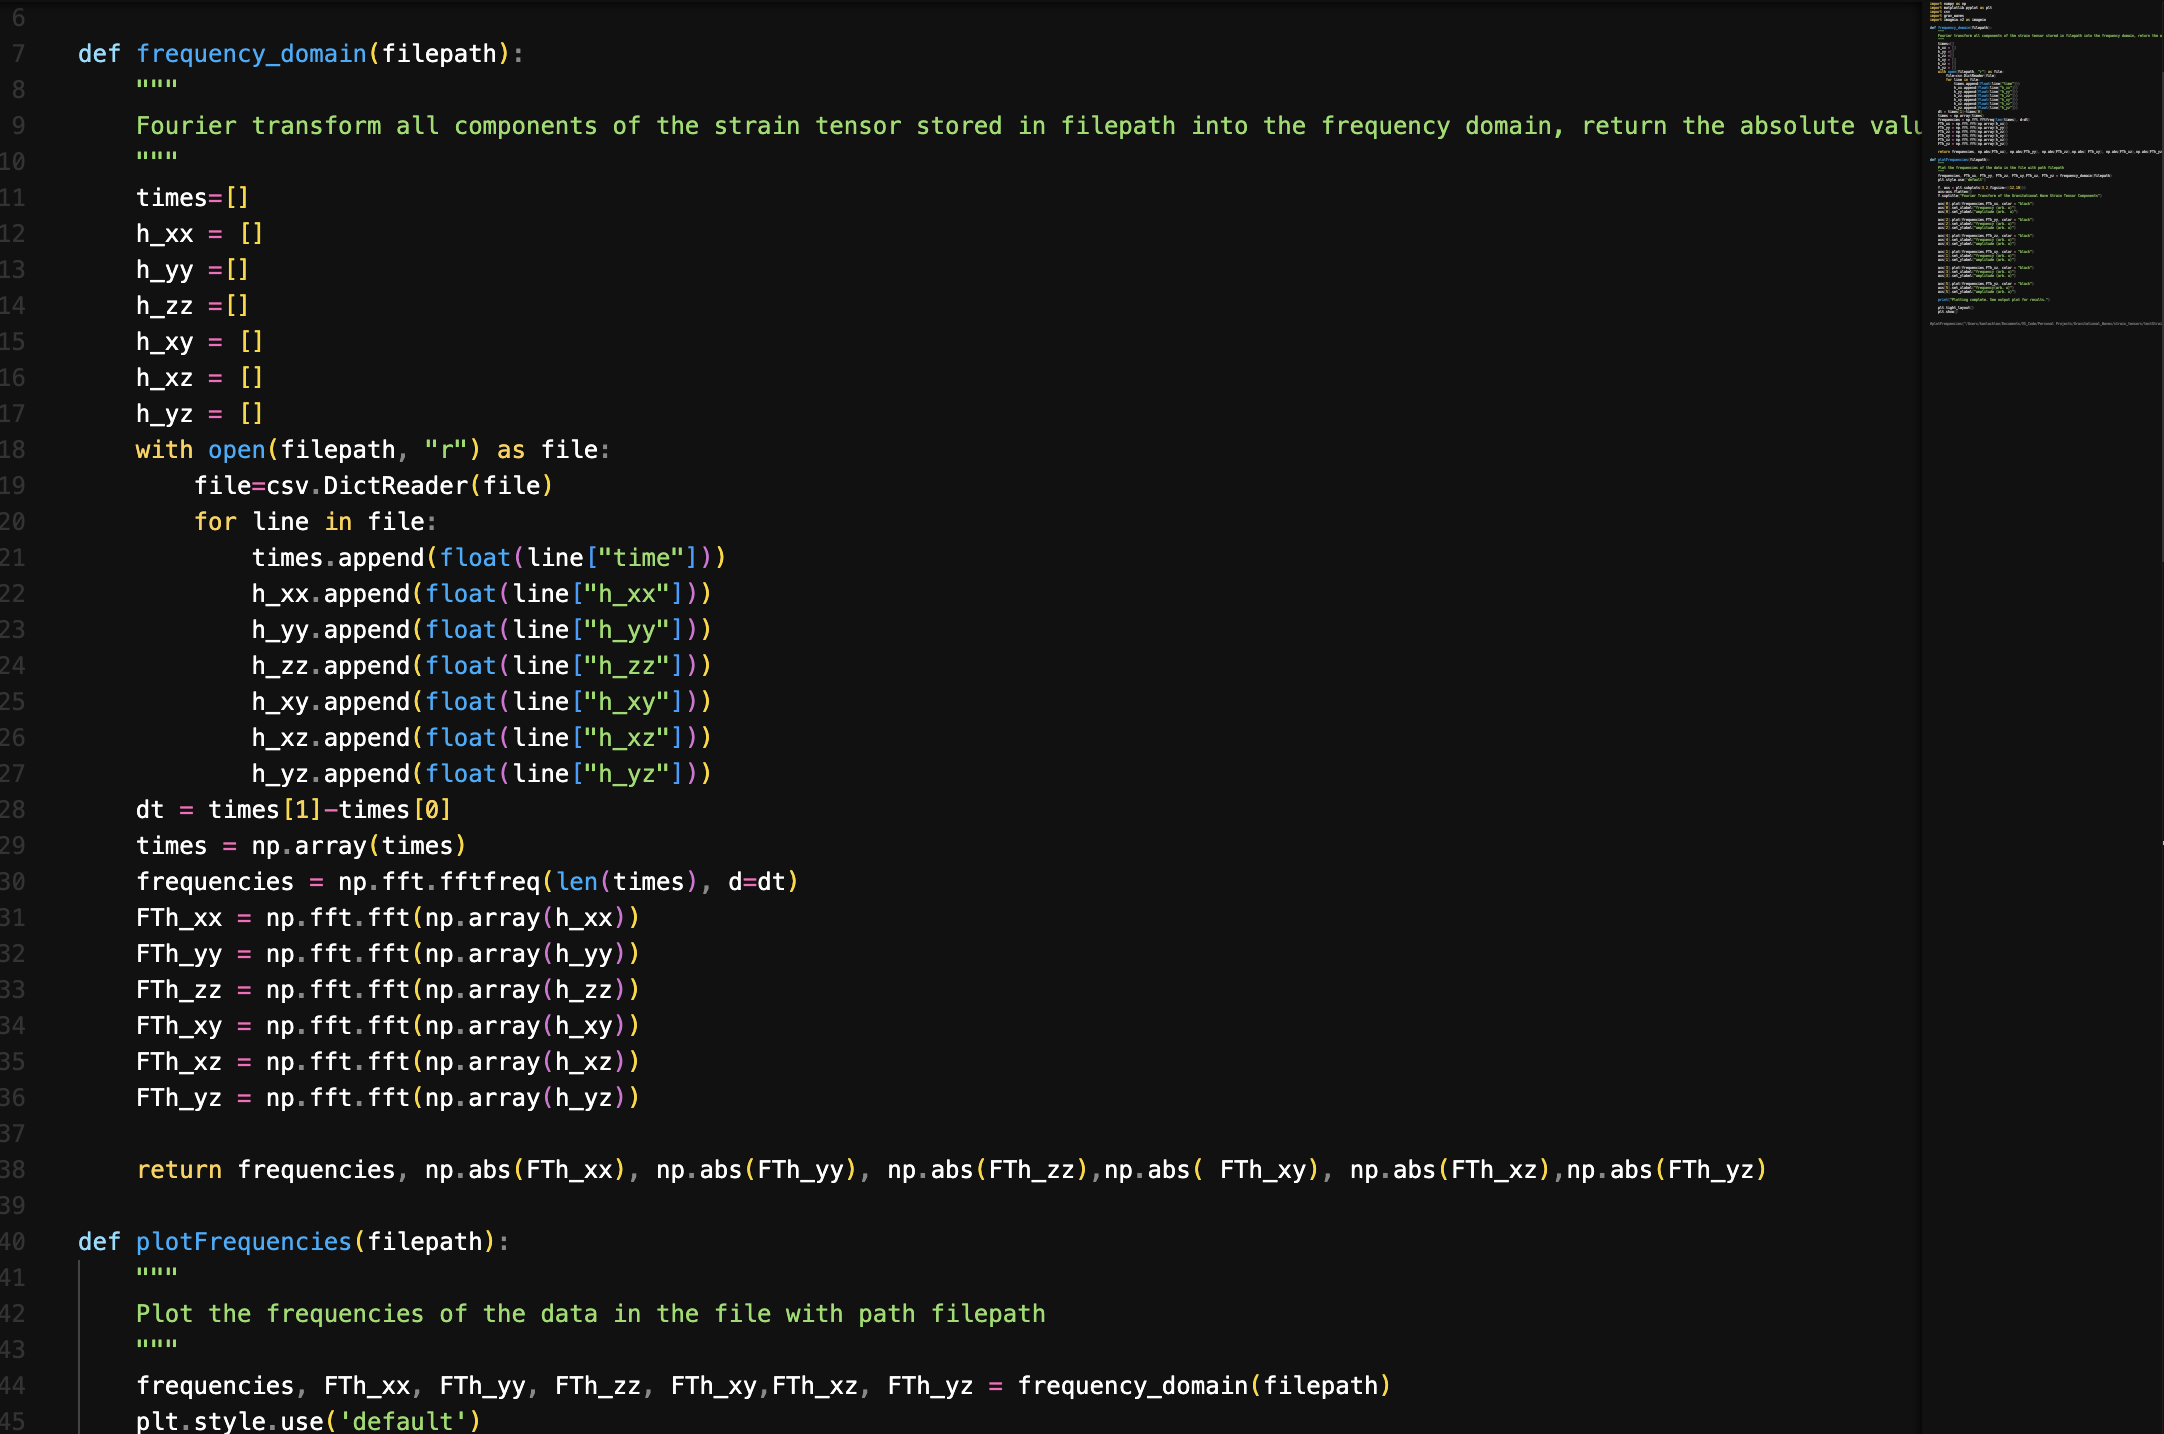 6
7 def frequency_domain(filepath):
8 """
9 Fourier transform all components of the strain tensor stored in filepath into the frequency domain, return the absolute valu
10 """
11 times=[]
12 h_xx = []
13 h_yy =[]
14 h_zz =[]
15 h_xy = []
16 h_xz = []
17 h_yz = []
18 with open(filepath, "r") as file:
19 file=csv.DictReader(file)
20 for line in file:
21 times.append(float(line["time"]))
22 h_xx.append(float(line["h_xx"]))
23 h_yy.append(float(line["h_yy"]))
24 h_zz.append(float(line["h_zz"]))
25 h_xy.append(float(line["h_xy"]))
26 h_xz.append(float(line["h_xz"]))
27 h_yz.append(float(line["h_yz"]))
28 dt = times[1]-times[0]
29 times = np.array(times)
30 frequencies = np.fft.fftfreq(len(times), d=dt)
31 FTh_xx = np.fft.fft(np.array(h_xx))
32 FTh_yy = np.fft.fft(np.array(h_yy))
33 FTh_zz = np.fft.fft(np.array(h_zz))
34 FTh_xy = np.fft.fft(np.array(h_xy))
35 FTh_xz = np.fft.fft(np.array(h_xz))
36 FTh_yz = np.fft.fft(np.array(h_yz))
37
38 return frequencies, np.abs(FTh_xx), np.abs(FTh_yy), np.abs(FTh_zz),np.abs( FTh_xy), np.abs(FTh_xz),np.abs(FTh_yz)
39
40 def plotFrequencies(filepath):
41 """
42 Plot the frequencies of the data in the file with path filepath
43 """
44 frequencies, FTh_xx, FTh_yy, FTh_zz, FTh_xy,FTh_xz, FTh_yz = frequency_domain(filepath)
45 plt.style.use('default')